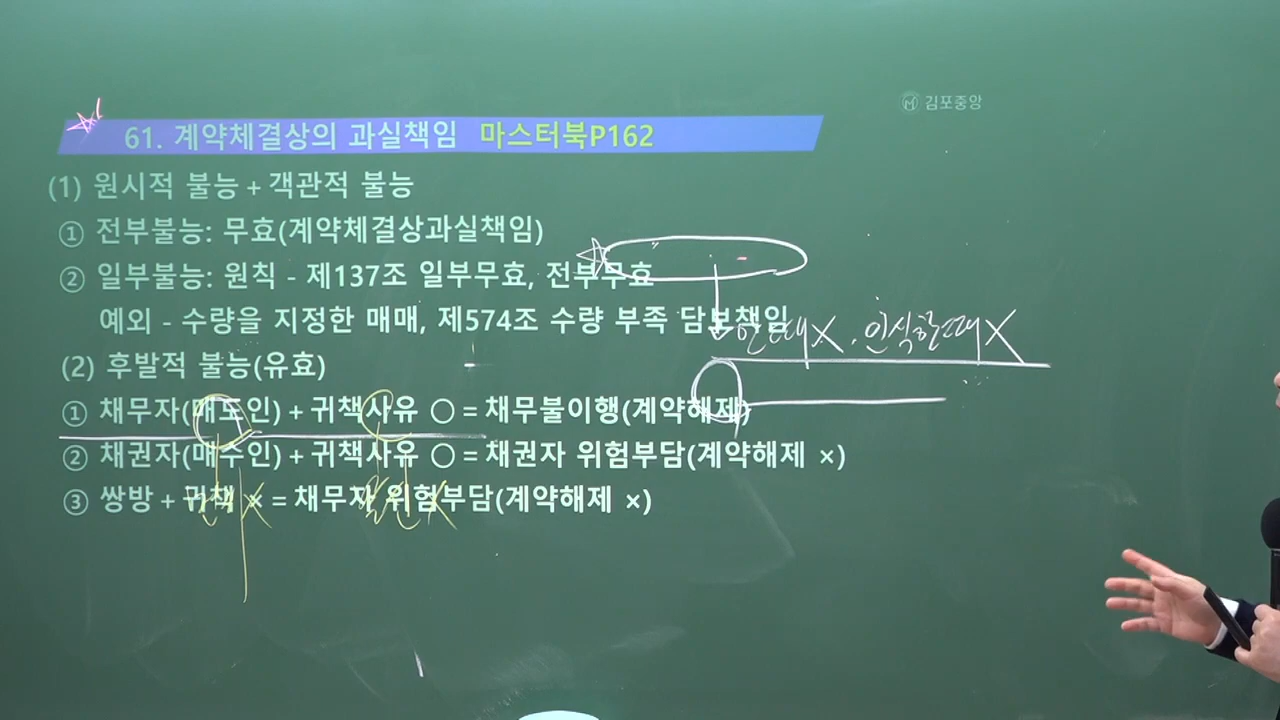 김포중앙
61. 계약체결상의 과실책임 마스터북P162
(1) 원시적 불능 + 객관적 불능
① 전부불능: 무효(계약체결상과실책임)
② 일부불능: 원칙 - 제137조 일부무효, 전부무효
예외 - 수량을 지정한 매매, 제574조 수량 부족 담보책임
안 때 X. 인식한 때 X
(2) 후발적 불능(유효)
① 채무자(매도인) + 귀책사유 ○ = 채무불이행(계약해제)
② 채권자(매수인) + 귀책사유 ○ = 채권자 위험부담(계약해제 ×)
③ 쌍방 + 귀책 × = 채무자 위험부담(계약해제 ×)